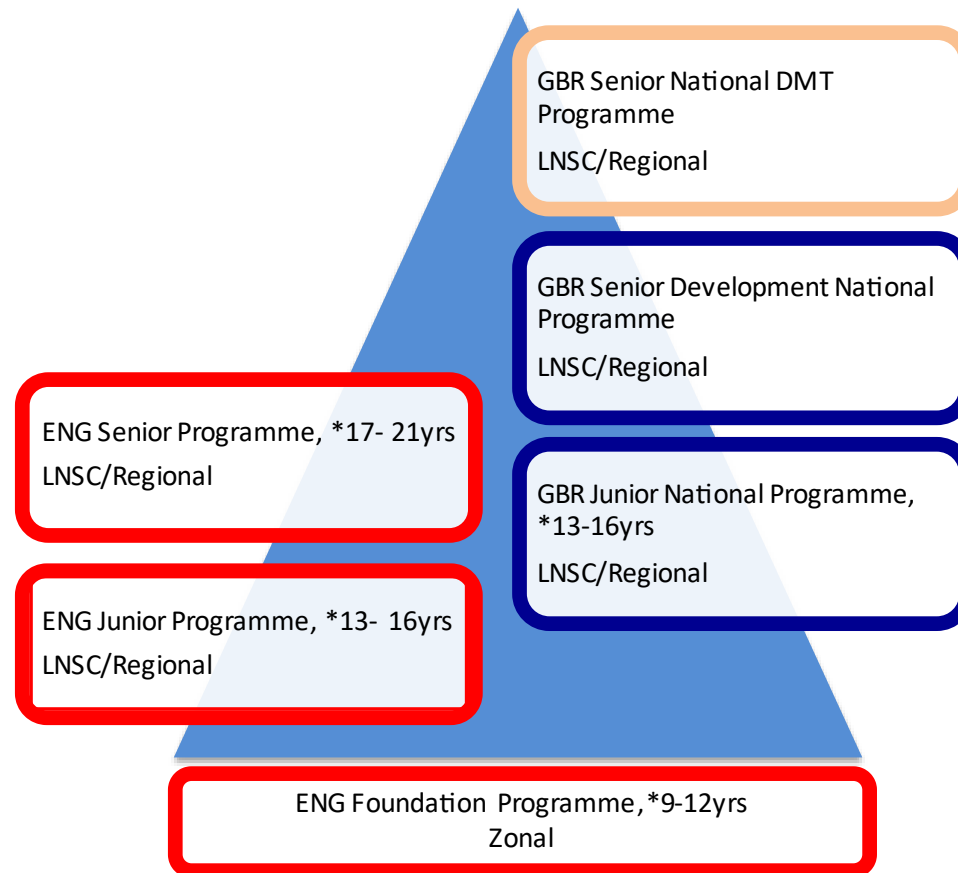 GBR Senior National DMT
Programme
LNSC/Regional
GBR Senior Development National
Programme
LNSC/Regional
ENG Senior Programme, *17- 21yrs
LNSC/Regional
GBR Junior National Programme,
*13-16yrs
LNSC/Regional
ENG Junior Programme, *13- 16yrs
LNSC/Regional
ENG Foundation Programme, *9-12yrs
Zonal